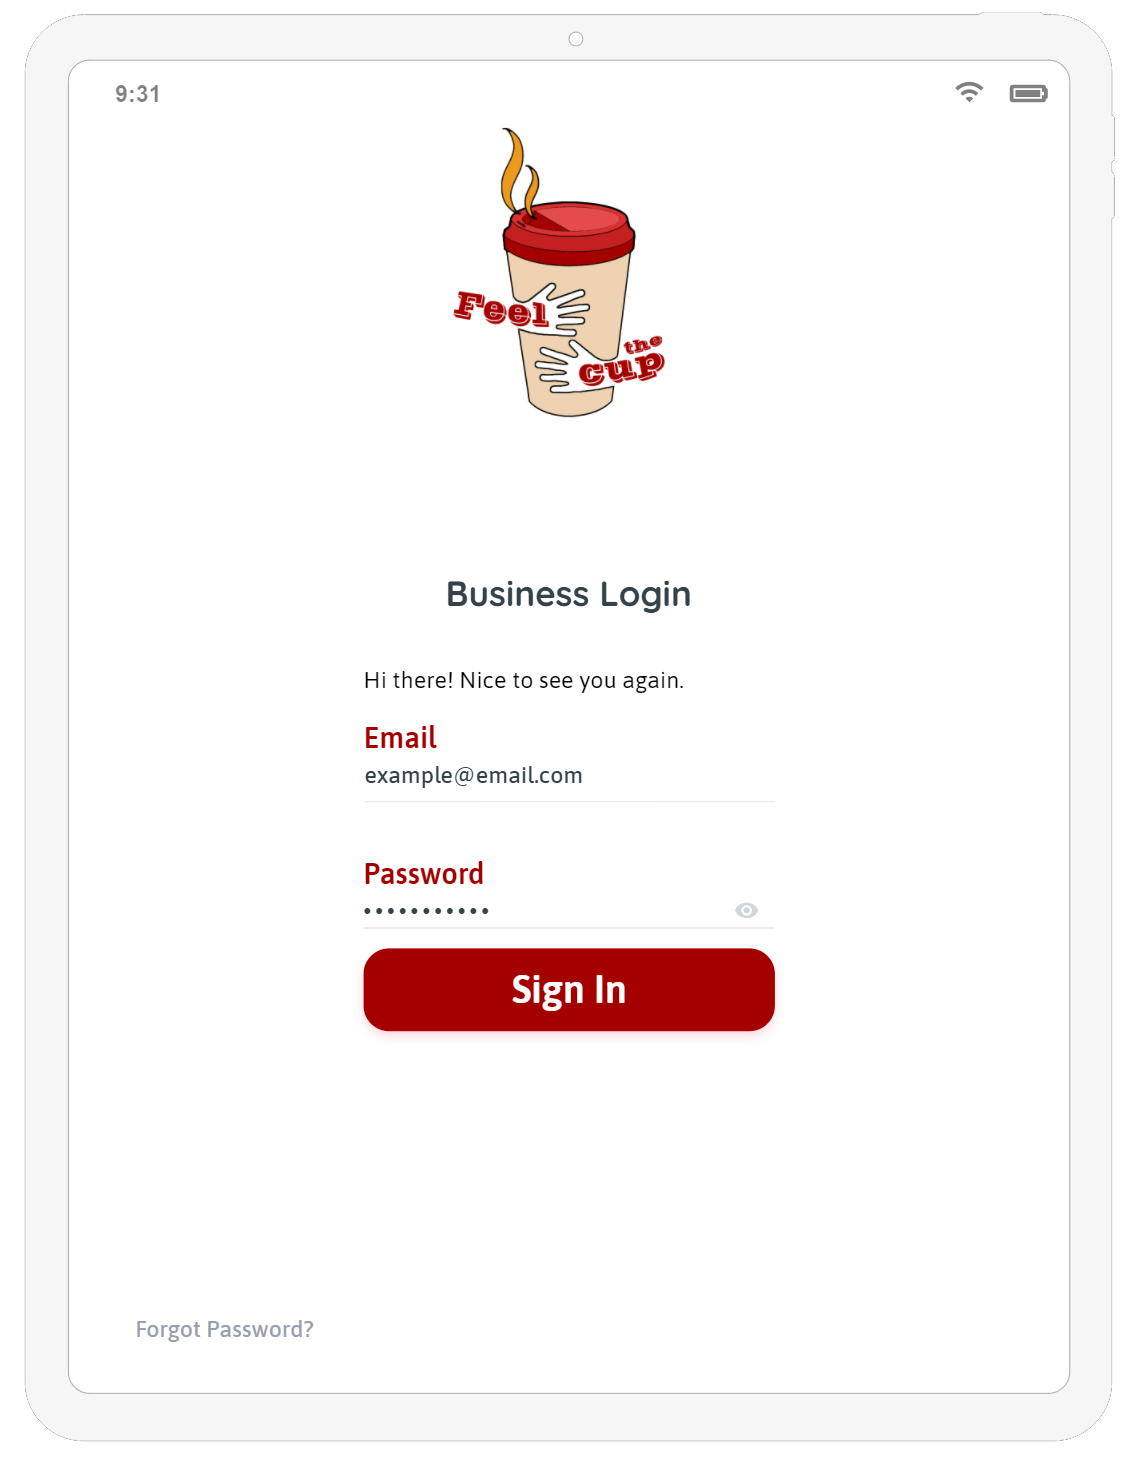 9:31
Feel
the
cup
Business Login
Hi there! Nice to see you again.
Email
example@email.com
Password
•••••••••••
Sign In
Forgot Password?